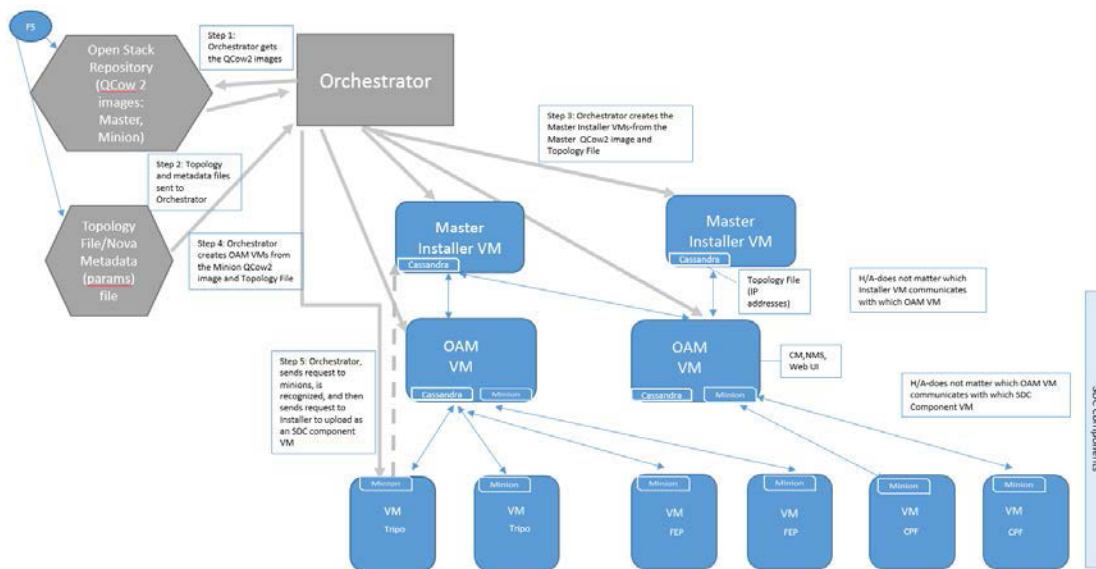 F5
Open Stack
Repository
(QCow 2
images:
Master,
Minion)
Step 1:
Orchestrator gets
the QCow2 images
Orchestrator
Step 3: Orchestrator creates the
Master Installer VMs-from the
Master QCow2 image and
Topology File
Step 2: Topology
and metadata files
sent to
Orchestrator
Topology
File/Nova
Metadata
(params)
file
Step 4: Orchestrator
creates OAM VMs from
the Minion QCow2
image and Topology File
Master
Installer VM
Cassandra
Master
Installer VM
Cassandra
Topology File
(IP
addresses)
H/A-does not matter which
Installer VM communicates
with which OAM VM
OAM
VM
Cassandra
Minion
OAM
VM
Cassandra
Minion
CM,NMS,
Web UI
H/A-does not matter which OAM VM
communicates with which SDC
Component VM
Step 5: Orchestrator,
sends request to
minions, is
recognized, and then
sends request to
Installer to upload as
an SDC component
VM
SDC components
Minion
VM
Tripo
Minion
VM
Tripo
Minion
VM
FEP
Minion
VM
FEP
Minion
VM
CPF
Minion
VM
CPF